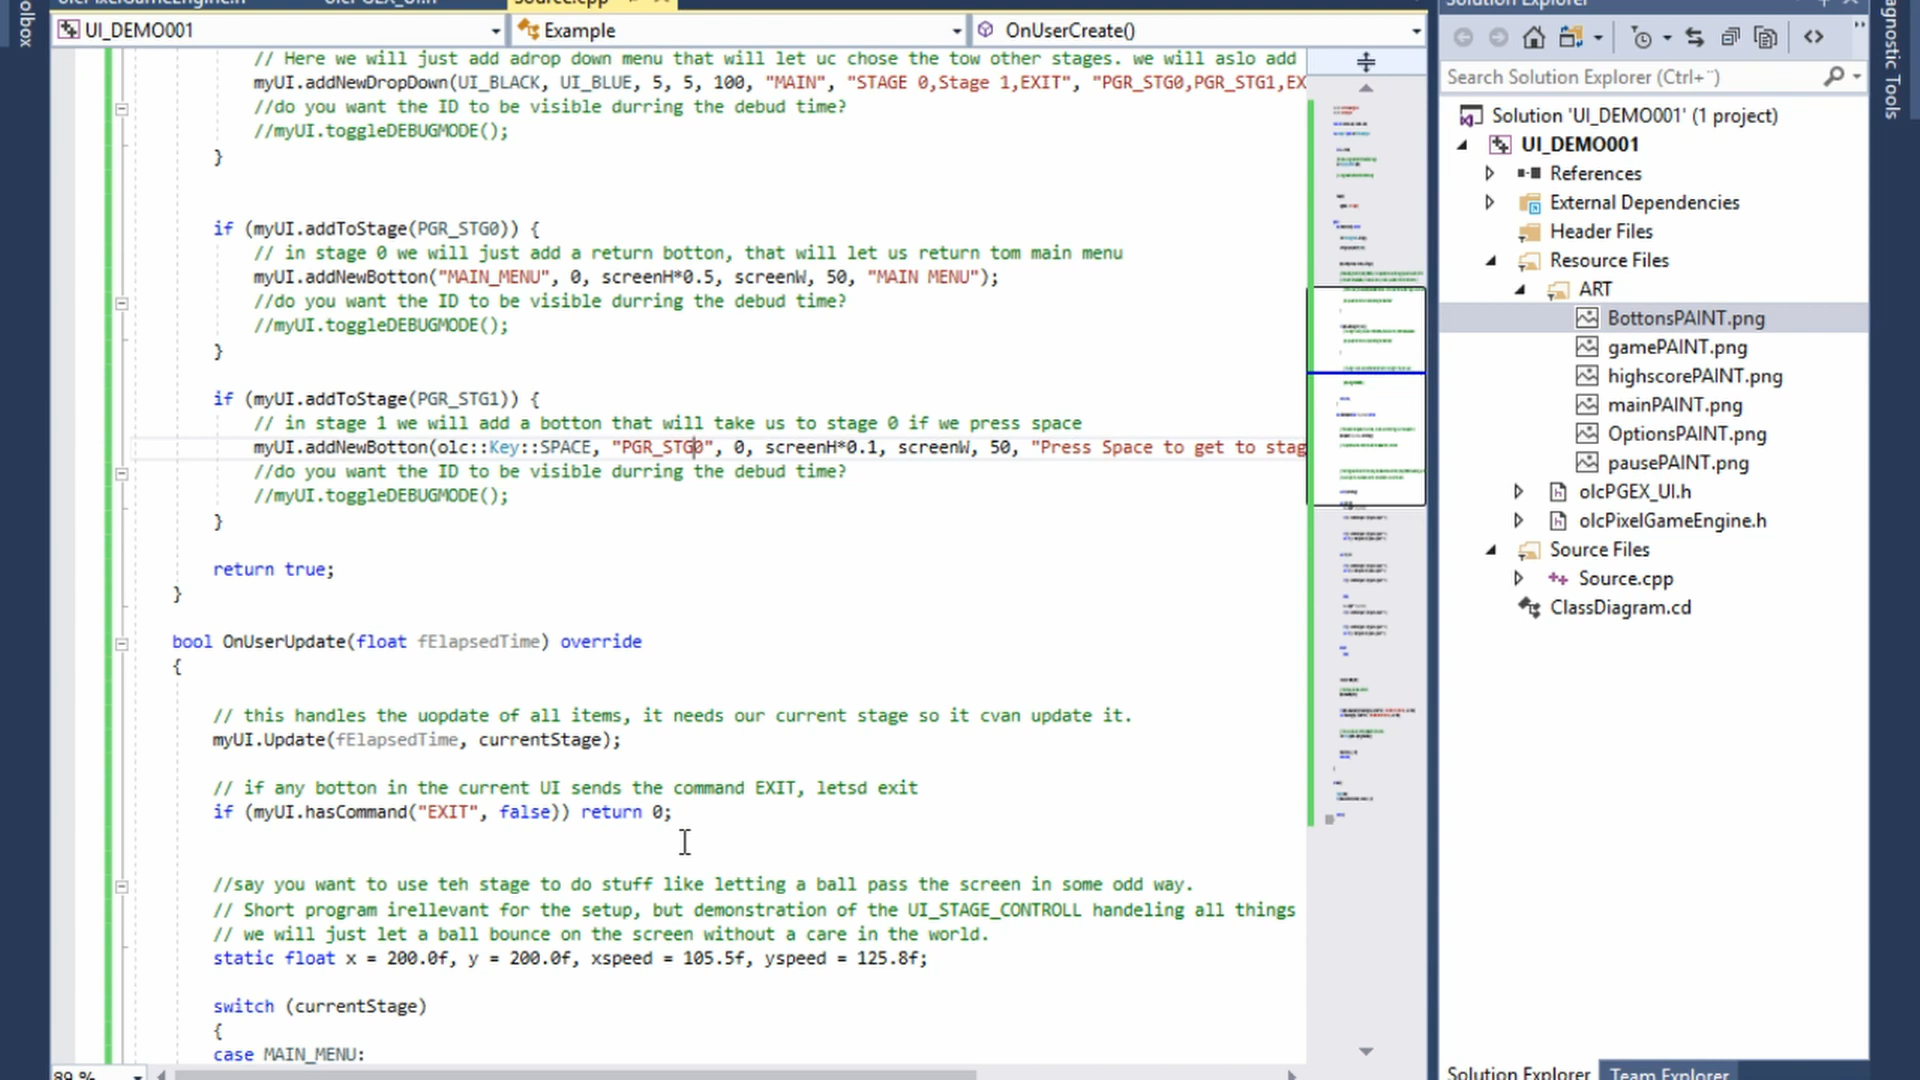 olbox
olcPixelGameEngine.h
olcPGEX_UI.h
Source.cpp
UI_DEMO001
Example
OnUserCreate()
// Here we will just add adrop down menu that will let uc chose the tow other stages. we will aslo add
myUI.addNewDropDown(UI_BLACK, UI_BLUE, 5, 5, 100, "MAIN", "STAGE 0,Stage 1,EXIT", "PGR_STG0,PGR_STG1,EX
//do you want the ID to be visible durring the debud time?
//myUI.toggleDEBUGMODE();
}
if (myUI.addToStage(PGR_STG0)) {
// in stage 0 we will just add a return botton, that will let us return tom main menu
myUI.addNewBotton("MAIN_MENU", 0, screenH*0.5, screenW, 50, "MAIN MENU");
//do you want the ID to be visible durring the debud time?
//myUI.toggleDEBUGMODE();
}
if (myUI.addToStage(PGR_STG1)) {
// in stage 1 we will add a botton that will take us to stage 0 if we press space
myUI.addNewBotton(olc::Key::SPACE, "PGR_STG0", 0, screenH*0.1, screenW, 50, "Press Space to get to stag
//do you want the ID to be visible durring the debud time?
//myUI.toggleDEBUGMODE();
}
return true;
}
bool OnUserUpdate(float fElapsedTime) override
{
// this handles the uopdate of all items, it needs our current stage so it cvan update it.
myUI.Update(fElapsedTime, currentStage);
// if any botton in the current UI sends the command EXIT, letsd exit
if (myUI.hasCommand("EXIT", false)) return 0;
//say you want to use teh stage to do stuff like letting a ball pass the screen in some odd way.
// Short program irellevant for the setup, but demonstration of the UI_STAGE_CONTROLL handeling all things
// we will just let a ball bounce on the screen without a care in the world.
static float x = 200.0f, y = 200.0f, xspeed = 105.5f, yspeed = 125.8f;
switch (currentStage)
{
case MAIN_MENU:
89 %
Solution Explorer
Search Solution Explorer (Ctrl+¨)
Solution 'UI_DEMO001' (1 project)
UI_DEMO001
References
External Dependencies
Header Files
Resource Files
ART
BottonsPAINT.png
gamePAINT.png
highscorePAINT.png
mainPAINT.png
OptionsPAINT.png
pausePAINT.png
olcPGEX_UI.h
olcPixelGameEngine.h
Source Files
Source.cpp
ClassDiagram.cd
Solution Explorer
Team Explorer
agnostic Tools